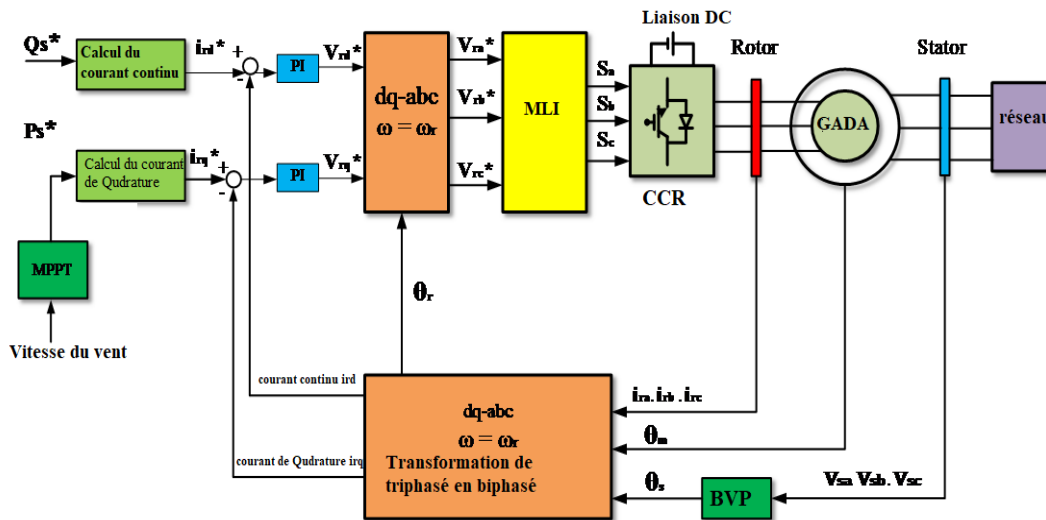 Qs*
Calcul du
courant continu
ird*
+
-
PI
Vrd*
dq-abc
ω = ωr
Vra*
Vrb*
Vrc*
MLI
Sa
Sb
Sc
Liaison DC
CCR
Rotor
GADA
Stator
réseau
Ps*
Calcul du courant
de Qudrature
irq*
+
-
PI
Vrq*
MPPT
Vitesse du vent
θr
courant continu ird
courant de Qudrature irq
dq-abc
ω = ωr
Transformation de
triphasé en biphasé
ira. irb . irc
θm
θs
BVP
Vsa Vsb. Vsc